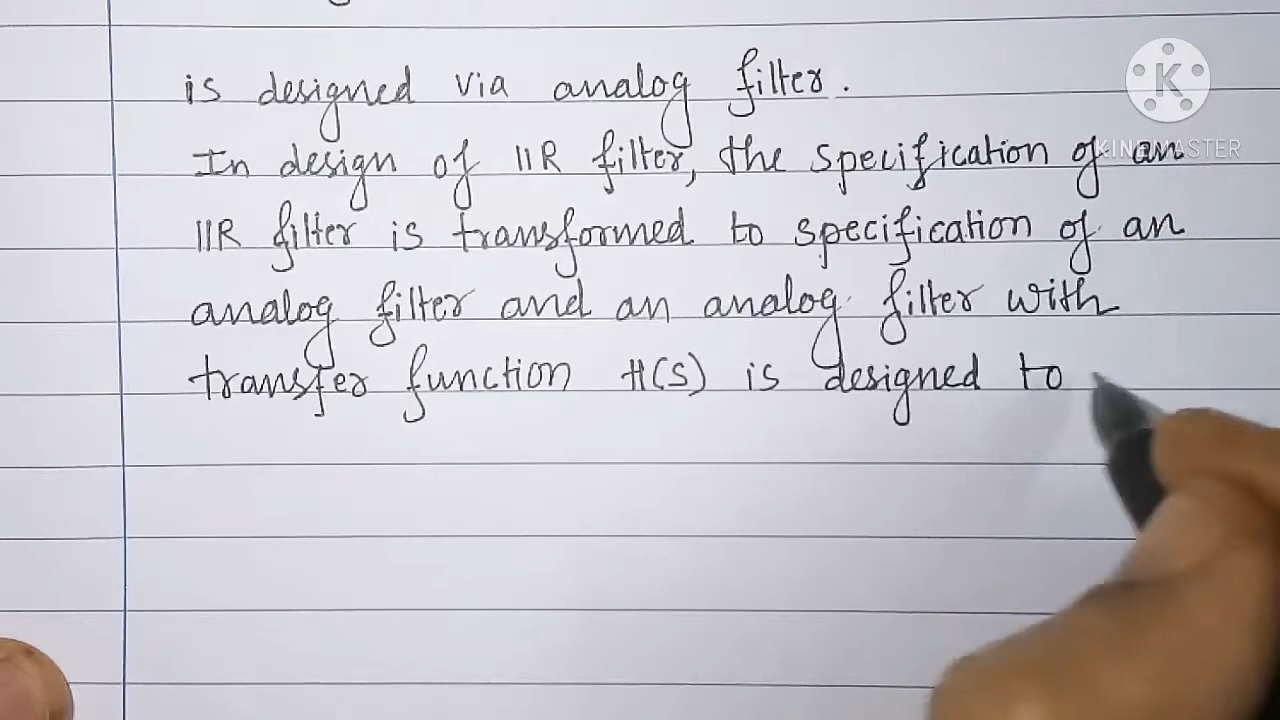 is designed via analog filter.
In design of IIR filter, the specification of an
IIR filter is transformed to specification of an
analog filter and an analog filter with
transfer function H(s) is designed to
K
KINEMASTER